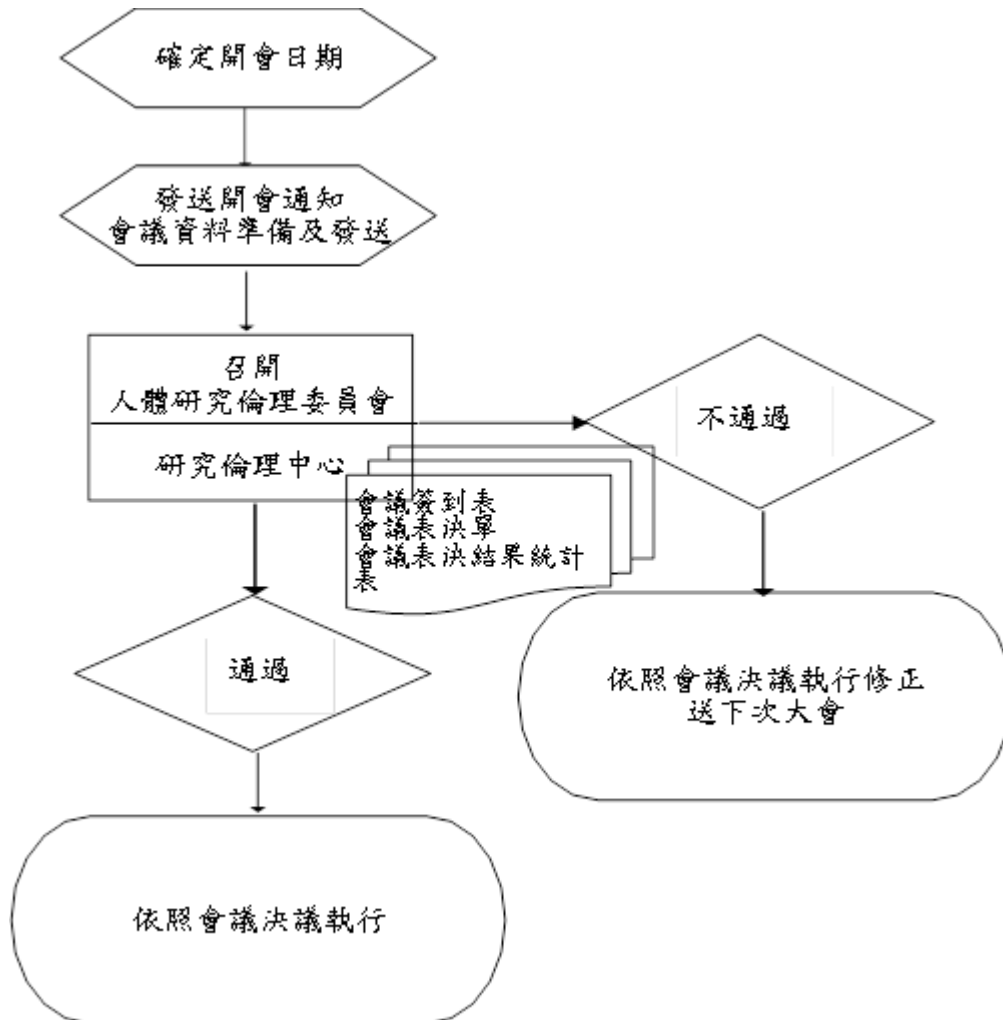 確定開會日期
發送開會通知
會議資料準備及發送
召開
人體研究倫理委員會
研究倫理中心
不通過
會議簽到表
會議表決單
會議表決結果統計
表
通過
依照會議決議執行修正
送下次大會
依照會議決議執行